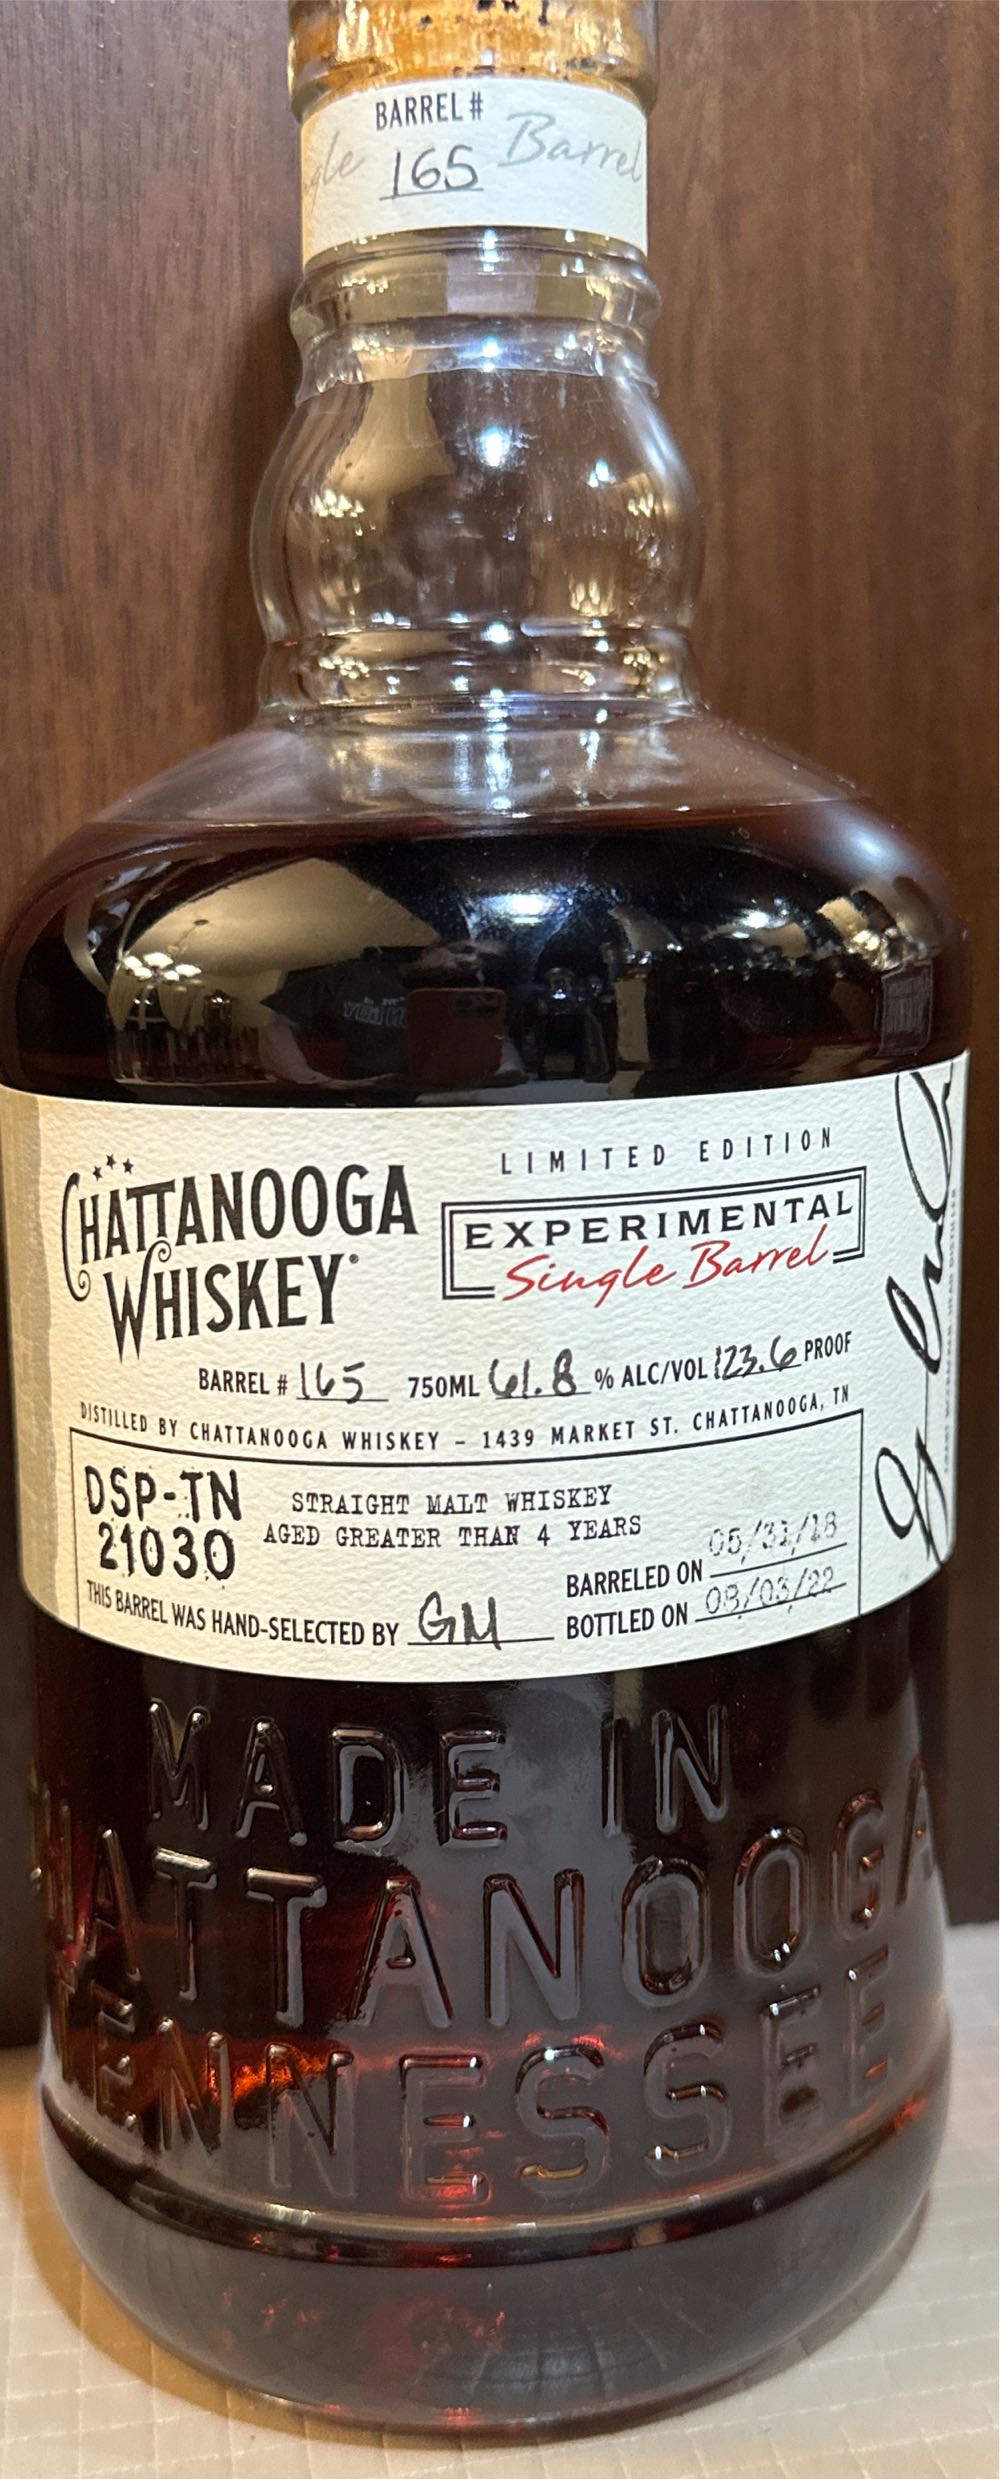 BARREL #
Barrel
165
CHATTANOOGA
WHISKEY
LIMITED EDITION
EXPERIMENTAL
Single Barrel
BARREL # 165 750ML 61.8 % ALC/VOL 123.6 PROOF
DISTILLED BY CHATTANOOGA WHISKEY – 1439 MARKET ST. CHATTANOOGA, TN
DSP-TN
21030
STRAIGHT MALT WHISKEY
AGED GREATER THAN 4 YEARS
BARRELED ON 05/31/18
THIS BARREL WAS HAND-SELECTED BY GM
BOTTLED ON 08/03/22
MADE IN
HATTANOOGA
TENNESSEE